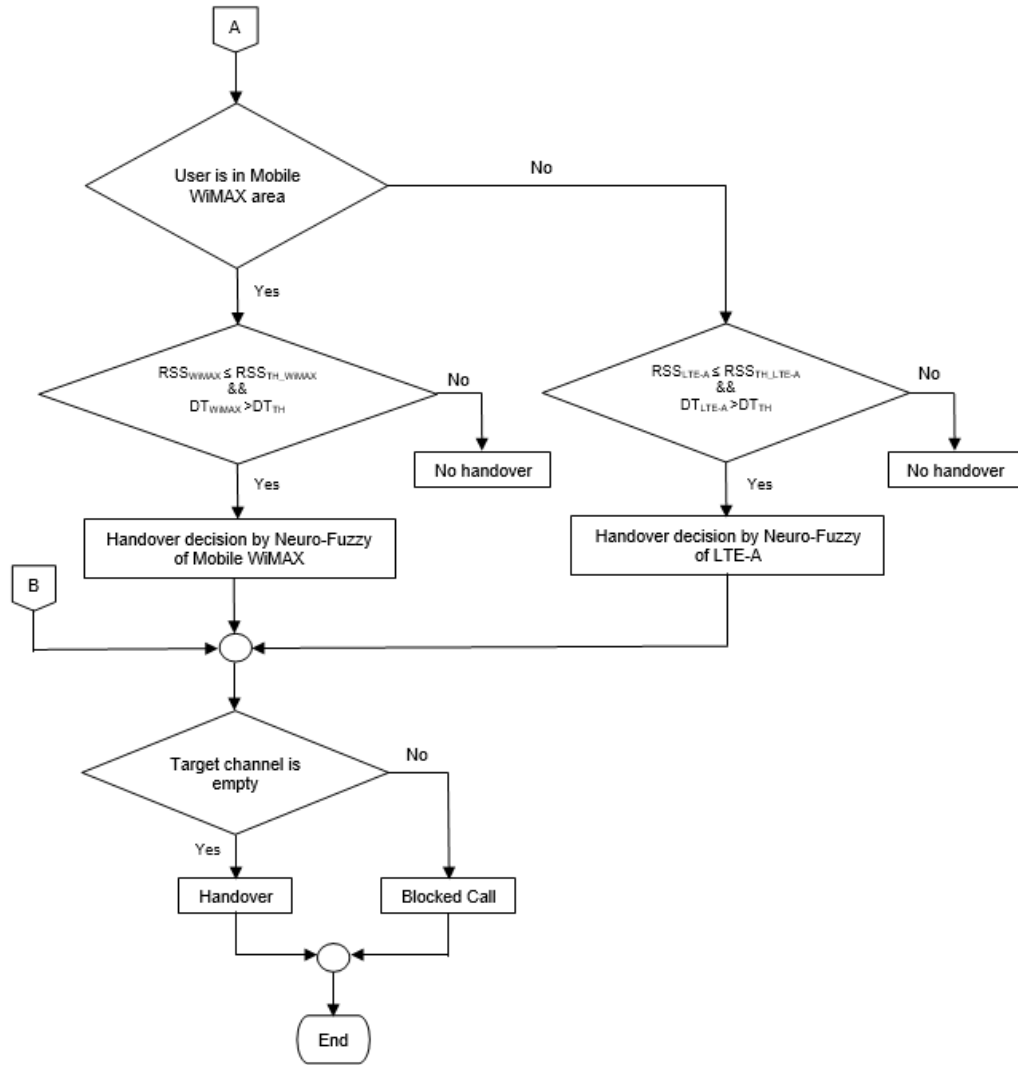 A
User is in Mobile
WiMAX area
No
Yes
RSSWiMAX ≤ RSSTH_WiMAX
&&
DTWiMAX >DTTH
No
No handover
Yes
RSSLTE-A ≤ RSSTH_LTE-A
&&
DTLTE-A >DTTH
No
No handover
Yes
Handover decision by Neuro-Fuzzy
of Mobile WiMAX
Handover decision by Neuro-Fuzzy
of LTE-A
B
Target channel is
empty
No
Yes
Handover
Blocked Call
End